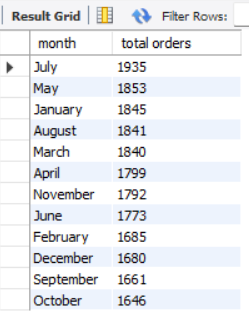 Result Grid Filter Rows:
month total orders
July 1935
May 1853
January 1845
August 1841
March 1840
April 1799
November 1792
June 1773
February 1685
December 1680
September 1661
October 1646